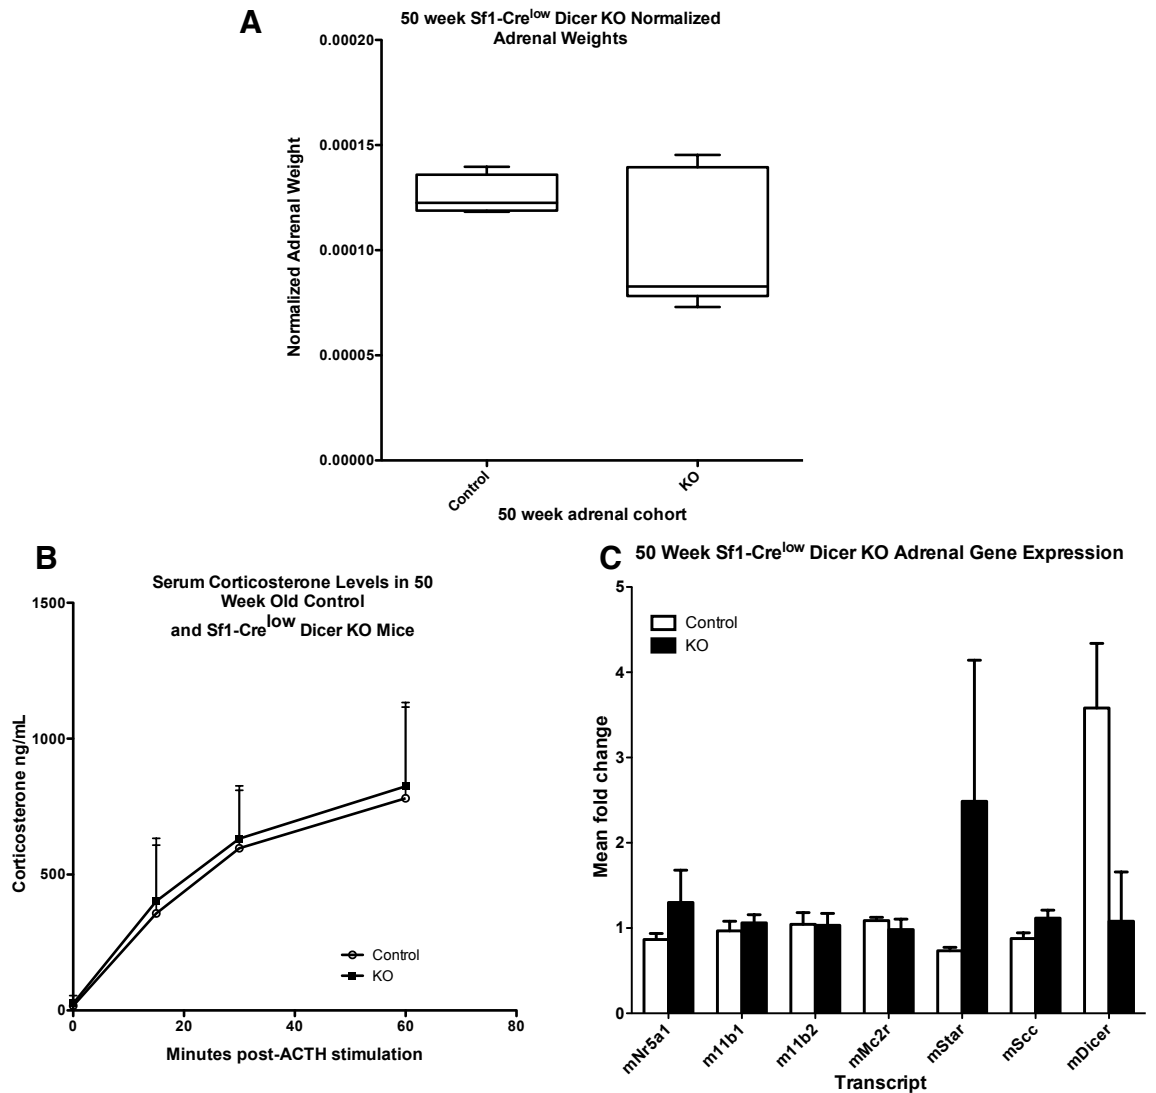 A
50 week Sf1-Crelow Dicer KO Normalized
Adrenal Weights
0.00020
0.00015
0.00010
0.00005
0.00000
Normalized Adrenal Weight
Control
KO
50 week adrenal cohort
B
Serum Corticosterone Levels in 50
Week Old Control
and Sf1-Crelow Dicer KO Mice
1500
1000
500
0
Corticosterone ng/mL
Control
KO
0
20
40
60
80
Minutes post-ACTH stimulation
C
50 Week Sf1-Crelow Dicer KO Adrenal Gene Expression
5
4
3
2
1
0
Mean fold change
Control
KO
mNr5a1
m11b1
m11b2
mMc2r
mStar
mScc
mDicer
Transcript